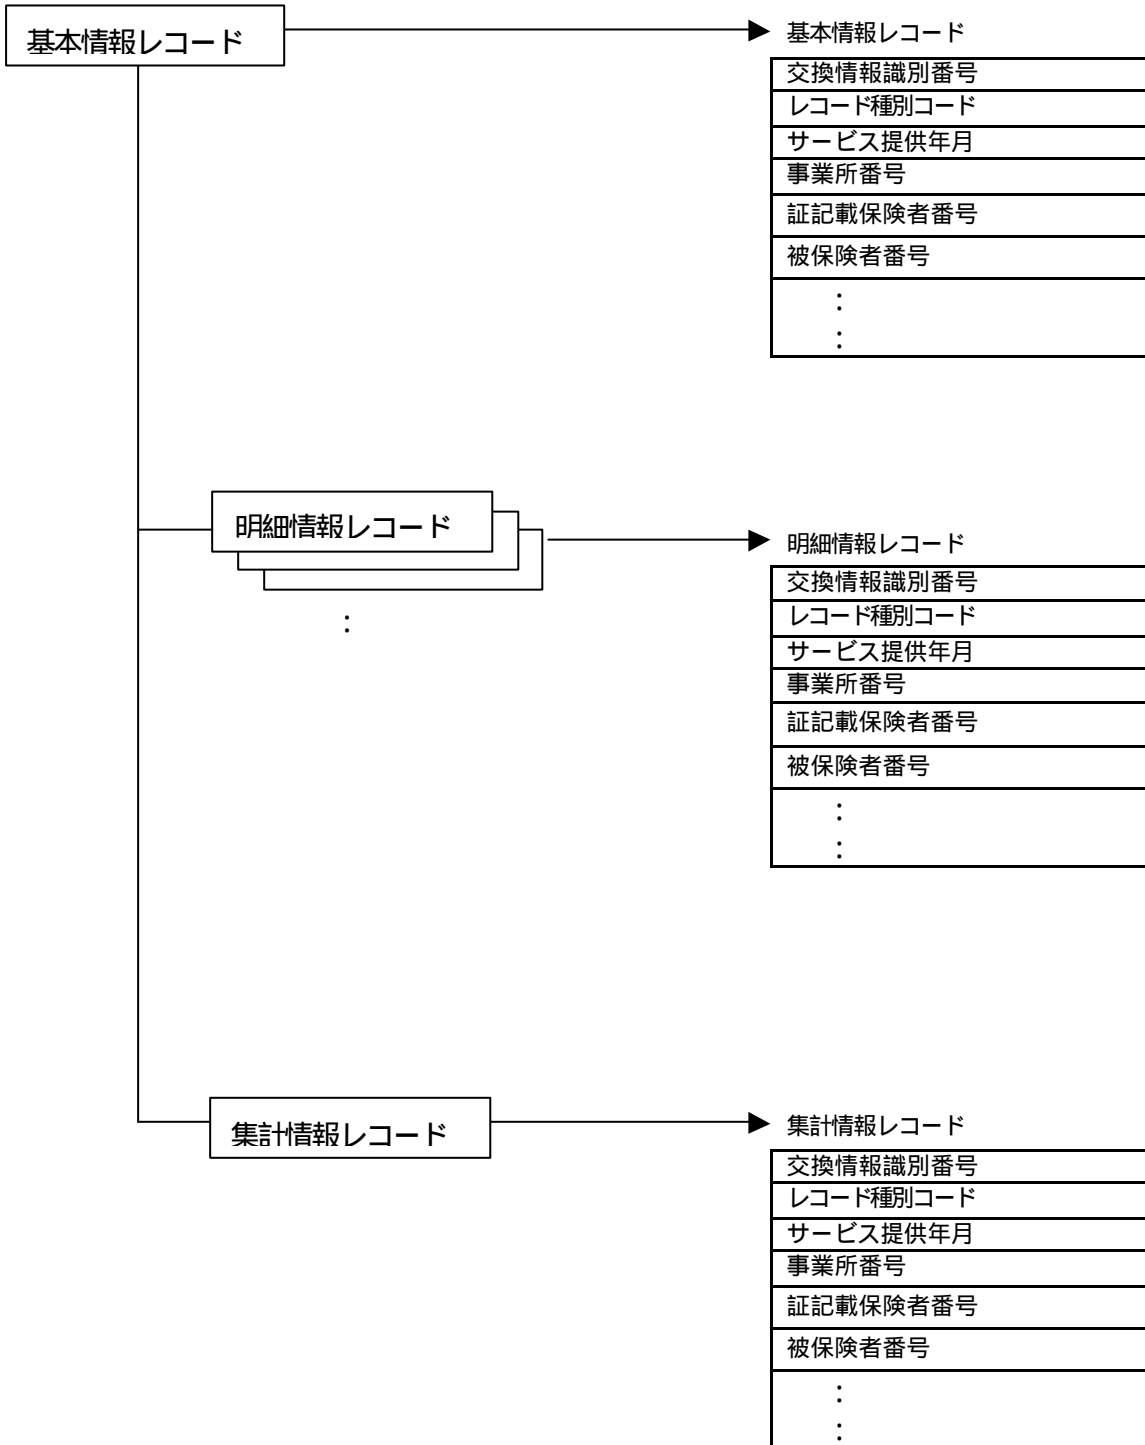 基本情報レコード
基本情報レコード
交換情報識別番号
レコード種別コード
サービス提供年月
事業所番号
証記載保険者番号
被保険者番号
：
：
明細情報レコード
：
明細情報レコード
交換情報識別番号
レコード種別コード
サービス提供年月
事業所番号
証記載保険者番号
被保険者番号
：
：
集計情報レコード
集計情報レコード
交換情報識別番号
レコード種別コード
サービス提供年月
事業所番号
証記載保険者番号
被保険者番号
：
：